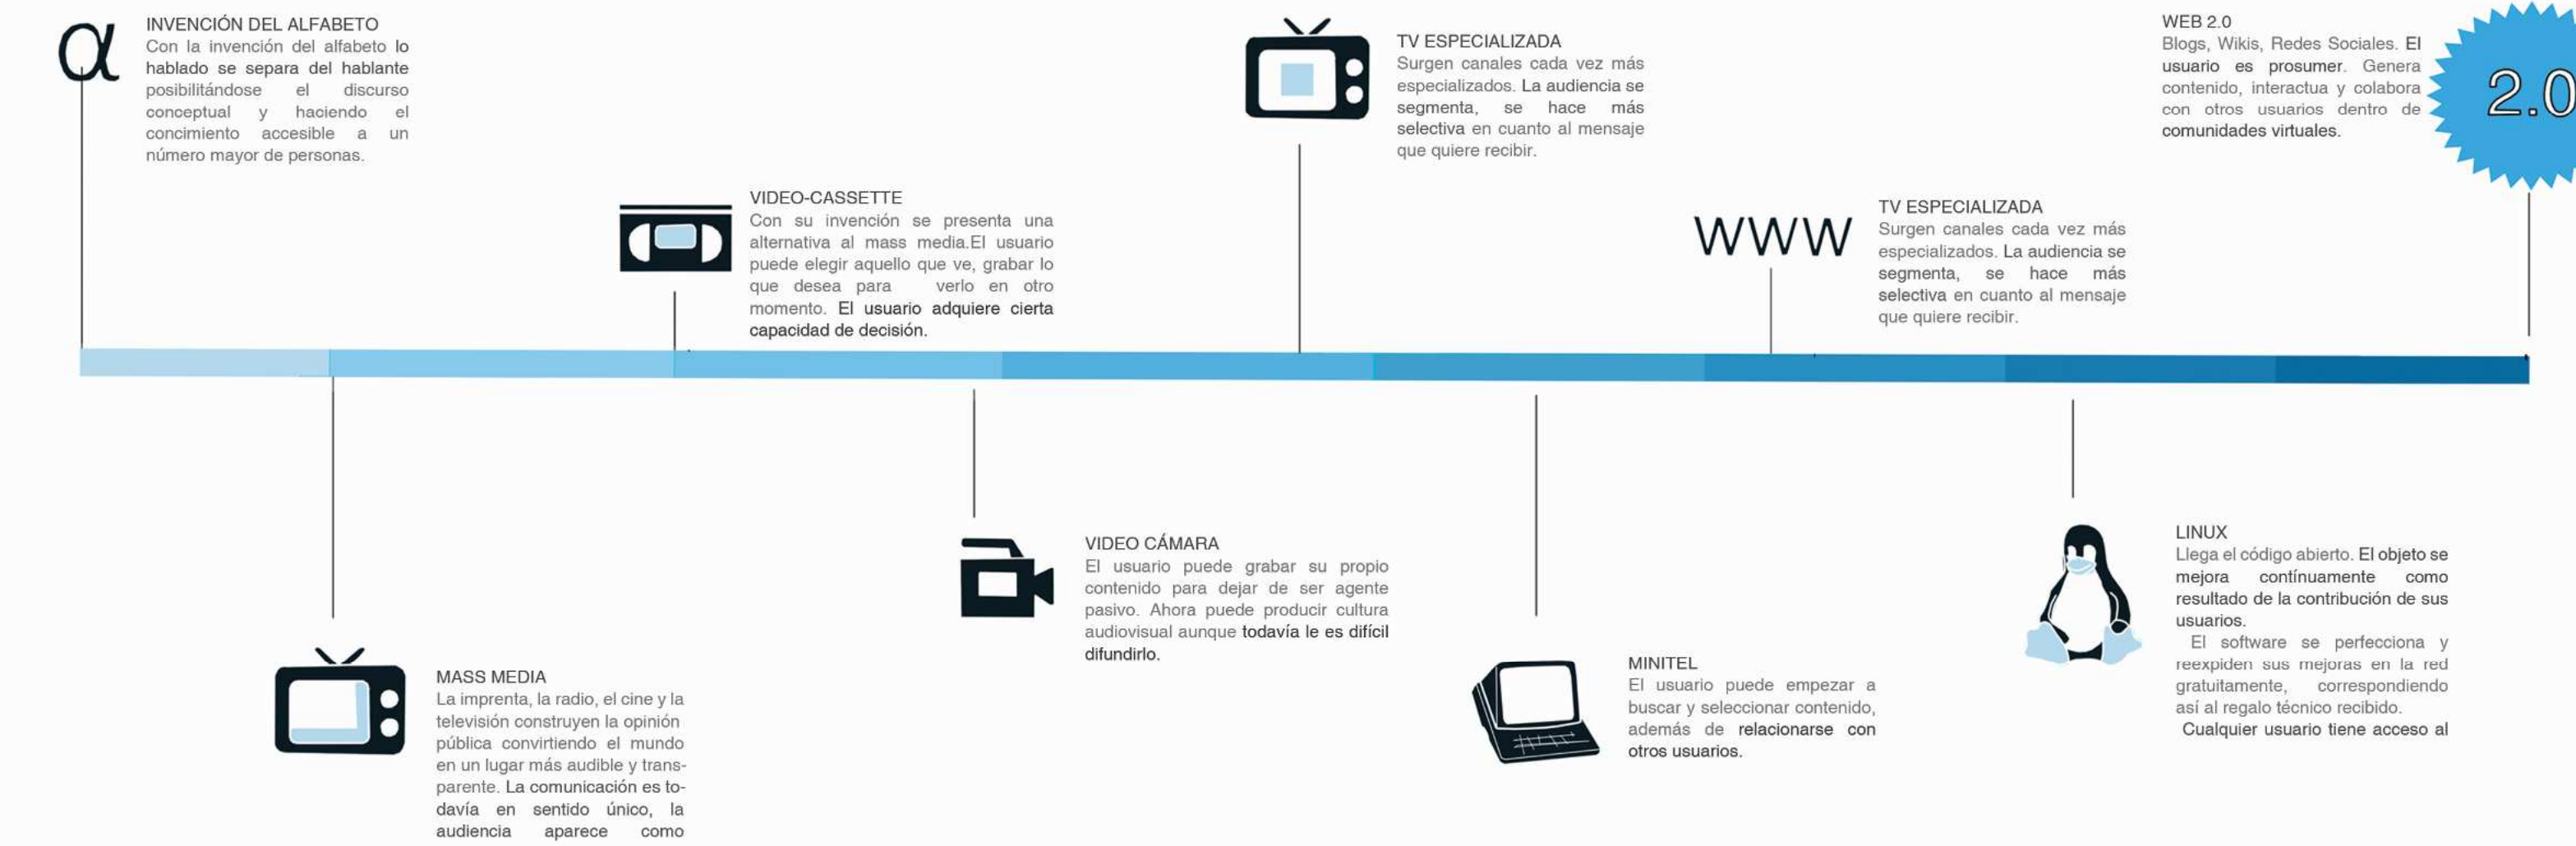 α
INVENCIÓN DEL ALFABETO
Con la invención del alfabeto lo
hablado se separa del hablante
posibilitándose el discurso
conceptual y haciendo el
concimiento accesible a un
número mayor de personas.
MASS MEDIA
La imprenta, la radio, el cine y la
televisión construyen la opinión
pública convirtiendo el mundo
en un lugar más audible y trans-
parente. La comunicación es to-
davía en sentido único, la
audiencia aparece como
VIDEO-CASSETTE
Con su invención se presenta una
alternativa al mass media.El usuario
puede elegir aquello que ve, grabar lo
que desea para verlo en otro
momento. El usuario adquiere cierta
capacidad de decisión.
VIDEO CÁMARA
El usuario puede grabar su propio
contenido para dejar de ser agente
pasivo. Ahora puede producir cultura
audiovisual aunque todavía le es difícil
difundirlo.
TV ESPECIALIZADA
Surgen canales cada vez más
especializados. La audiencia se
segmenta, se hace más
selectiva en cuanto al mensaje
que quiere recibir.
MINITEL
El usuario puede empezar a
buscar y seleccionar contenido,
además de relacionarse con
otros usuarios.
WWW
TV ESPECIALIZADA
Surgen canales cada vez más
especializados. La audiencia se
segmenta, se hace más
selectiva en cuanto al mensaje
que quiere recibir.
LINUX
Llega el código abierto. El objeto se
mejora contínuamente como
resultado de la contribución de sus
usuarios.
El software se perfecciona y
reexpiden sus mejoras en la red
gratuitamente, correspondiendo
así al regalo técnico recibido.
Cualquier usuario tiene acceso al
WEB 2.0
Blogs, Wikis, Redes Sociales. El
usuario es prosumer. Genera
contenido, interactua y colabora
con otros usuarios dentro de
comunidades virtuales.
2.0